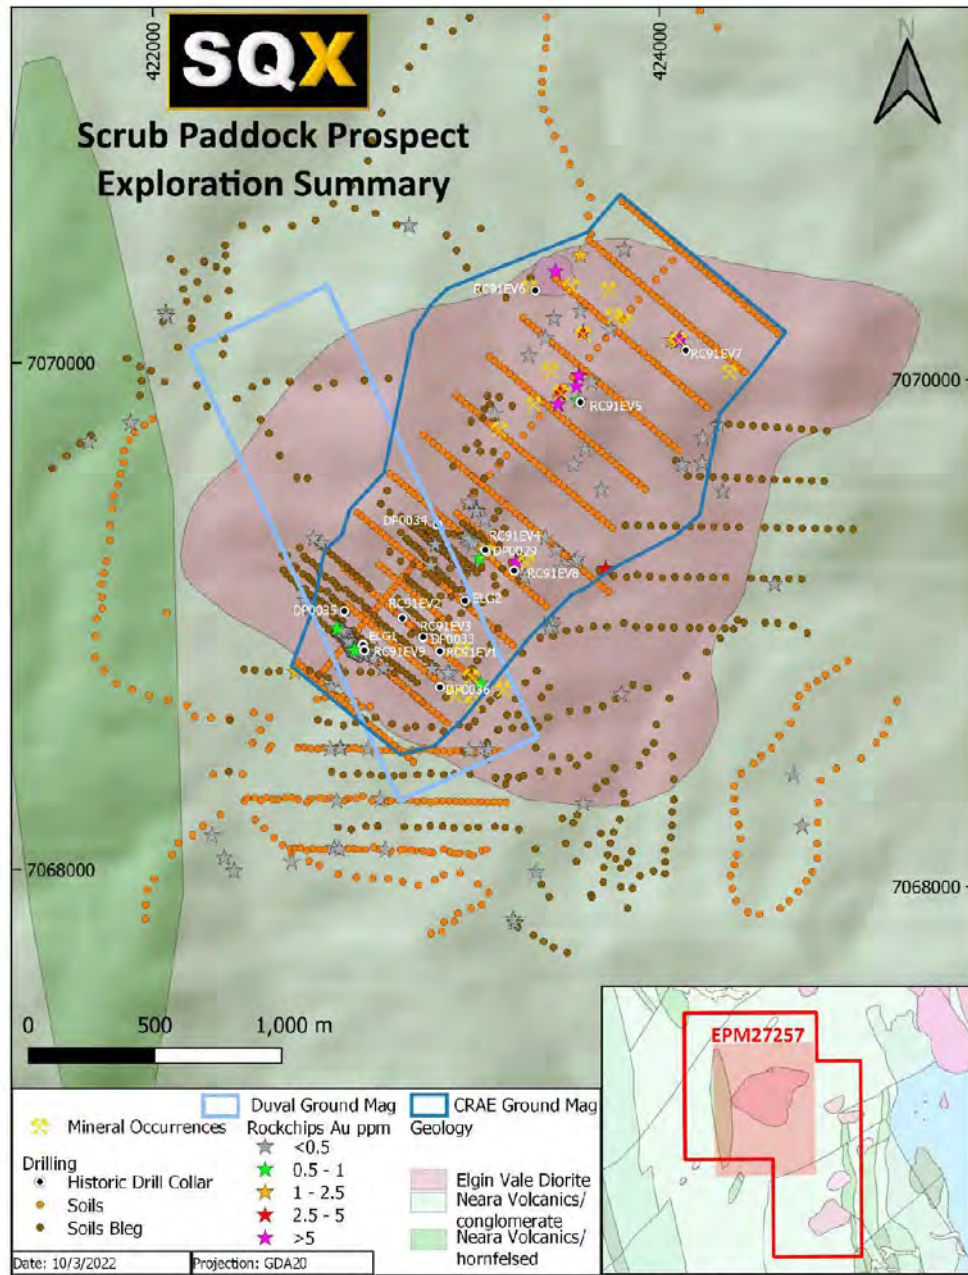 422000
424000
N
SQX
Scrub Paddock Prospect
Exploration Summary
RC91EV6
7070000
RC91EV7
7070000
RC91EV5
DP0034
RC91EV4
DP0029
RC91EV8
ELG2
DP0035
RC91EV2
RC91EV3
ELG1
DP0033
RC91EV9
RC91EV1
DP0036
7068000
7068000
0 500 1,000 m
EPM27257
Mineral Occurrences
Drilling
Historic Drill Collar
Soils
Soils Bleg
Duval Ground Mag
Rockchips Au ppm
<0.5
0.5 - 1
1 - 2.5
2.5 - 5
>5
CRAE Ground Mag
Geology
Elgin Vale Diorite
Neara Volcanics/
conglomerate
Neara Volcanics/
hornfelsed
Date: 10/3/2022
Projection: GDA20